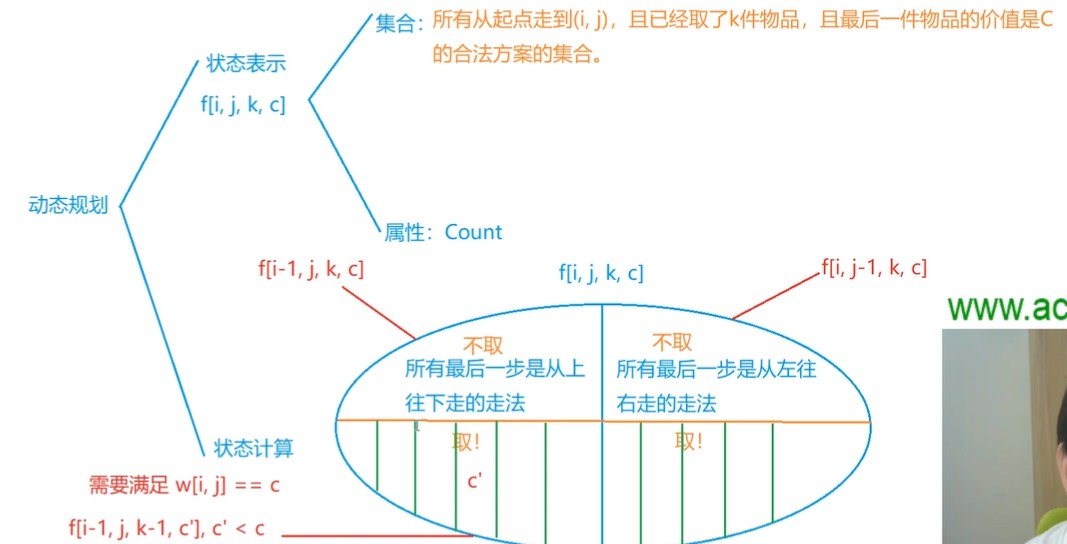 集合：所有从起点走到(i, j)，且已经取了k件物品，且最后一件物品的价值是C
的合法方案的集合。
状态表示
f[i, j, k, c]
动态规划
属性：Count
f[i-1, j, k, c]
f[i, j, k, c]
f[i, j-1, k, c]
www.ac
不取
不取
所有最后一步是从上
往下走的走法
所有最后一步是从左往
右走的走法
取！
取！
状态计算
c'
需要满足 w[i, j] == c
f[i-1, j, k-1, c'], c' < c